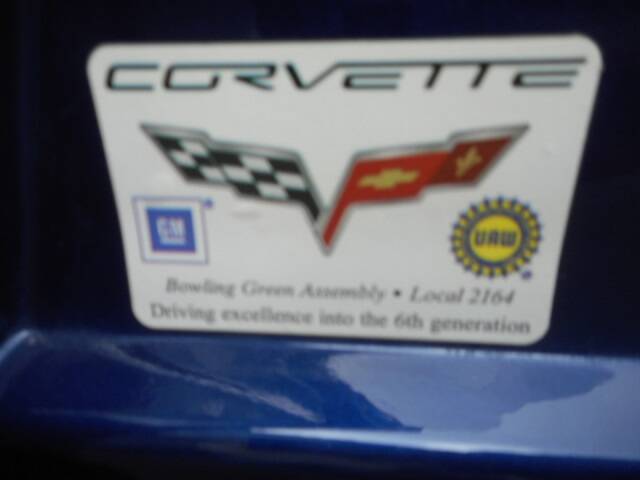 CORVETTE
GM
UAW
Bowling Green Assembly • Local 2164
Driving excellence into the 6th generation